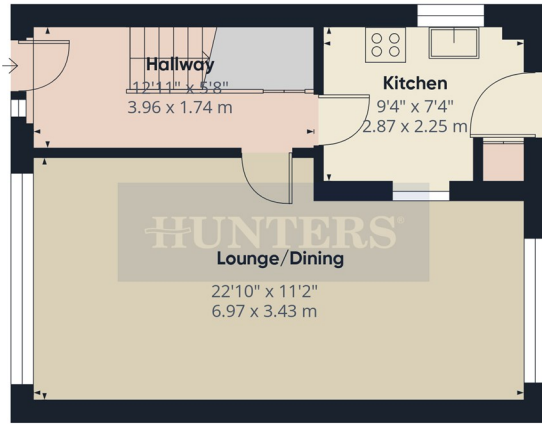 Hallway
12'11" x 5'8"
3.96 x 1.74 m
Kitchen
9'4" x 7'4"
2.87 x 2.25 m
HUNTERS®
Lounge/Dining
22'10" x 11'2"
6.97 x 3.43 m